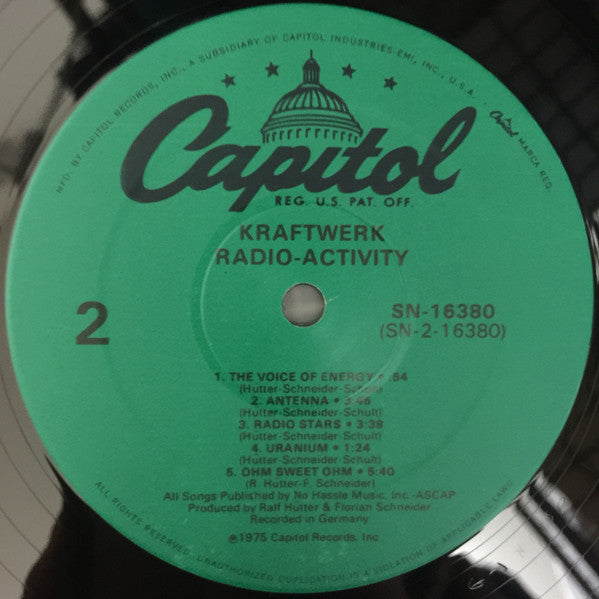 MFD. BY CAPITOL RECORDS, INC., A SUBSIDIARY OF CAPITOL INDUSTRIES EMI, INC., U.S.A. • Capitol MARCA REG.
Capitol
REG. U.S. PAT. OFF.
KRAFTWERK
RADIO-ACTIVITY
2
SN-16380
(SN-2-16380)
1. THE VOICE OF ENERGY • :54
(Hutter-Schneider-Schult)
2. ANTENNA • 3:46
(Hutter-Schneider-Schult)
3. RADIO STARS • 3:38
(Hutter-Schneider-Schult)
4. URANIUM • 1:24
(Hutter-Schneider-Schult)
5. OHM SWEET OHM • 5:40
(R. Hutter-F. Schneider)
All Songs Published by No Hassle Music, Inc.-ASCAP
Produced by Ralf Hutter & Florian Schneider
Recorded in Germany
℗1975 Capitol Records, Inc.
ALL RIGHTS RESERVED. UNAUTHORIZED DUPLICATION IS A VIOLATION OF APPLICABLE LAWS.